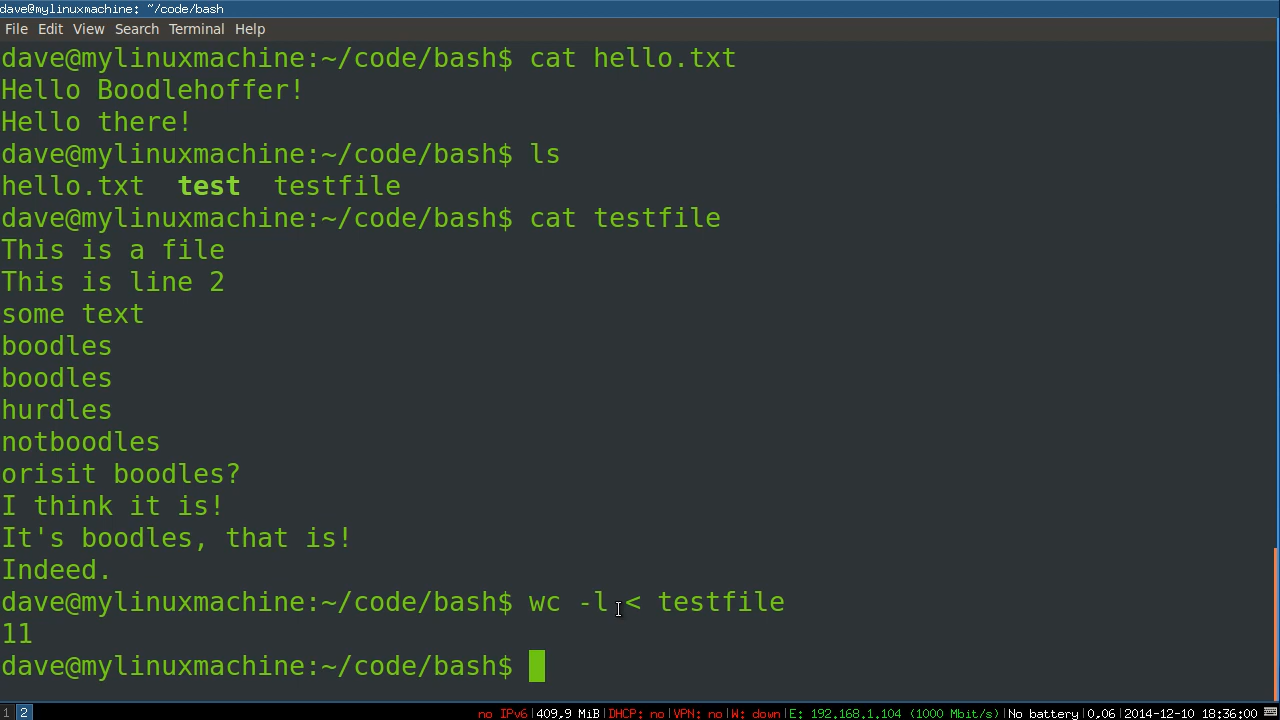 dave@mylinuxmachine: ~/code/bash
File Edit View Search Terminal Help
dave@mylinuxmachine:~/code/bash$ cat hello.txt
Hello Boodlehoffer!
Hello there!
dave@mylinuxmachine:~/code/bash$ ls
hello.txt  test  testfile
dave@mylinuxmachine:~/code/bash$ cat testfile
This is a file
This is line 2
some text
boodles
boodles
hurdles
notboodles
orisit boodles?
I think it is!
It's boodles, that is!
Indeed.
dave@mylinuxmachine:~/code/bash$ wc -l < testfile
11
dave@mylinuxmachine:~/code/bash$
1 2 no IPv6|409,9 MiB|DHCP: no|VPN: no|W: down|E: 192.168.1.104 (1000 Mbit/s)|No battery|0,06|2014-12-10 18:36:00